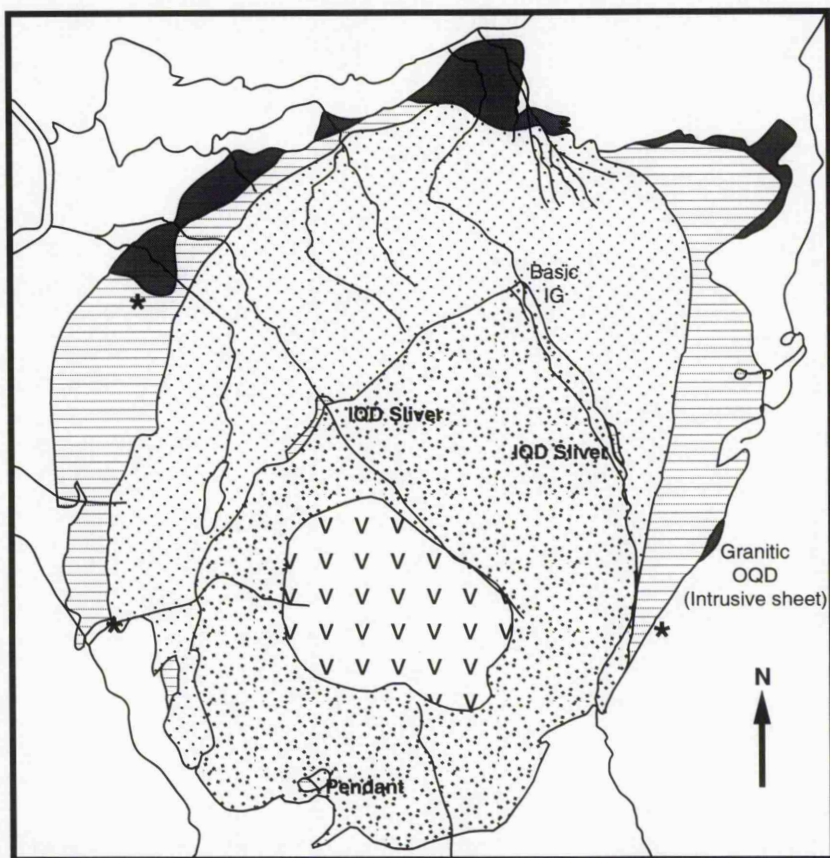 Basic
IG
IQD Sliver
IQD Sliver
Granitic
OQD
(Intrusive sheet)
N
Pendant